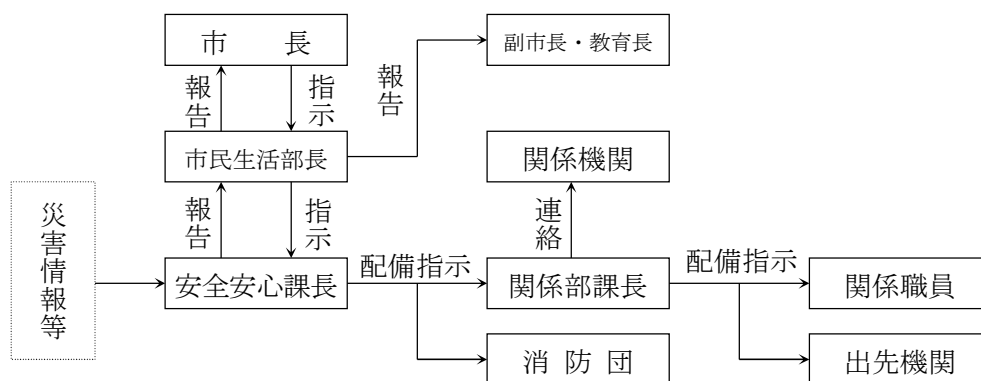 市　　長
副市長・教育長
報告
指示
報告
市民生活部長
関係機関
報告
指示
連絡
災害情報等
安全安心課長
配備指示
関係部課長
配備指示
関係職員
消 防 団
出先機関